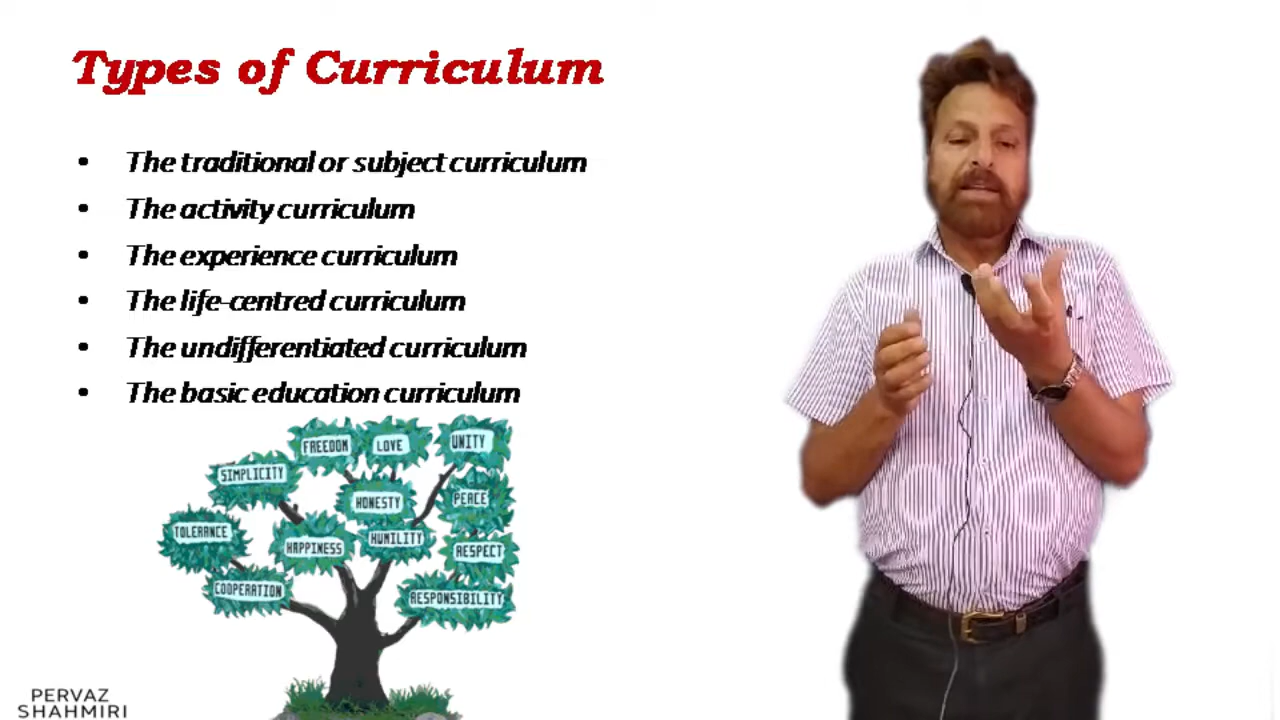 Types of Curriculum
• The traditional or subject curriculum
• The activity curriculum
• The experience curriculum
• The life-centred curriculum
• The undifferentiated curriculum
• The basic education curriculum
FREEDOM
LOVE
UNITY
SIMPLICITY
HONESTY
PEACE
TOLERANCE
HAPPINESS
HUMILITY
RESPECT
COOPERATION
RESPONSIBILITY
PERVAZ
SHAHMIRI